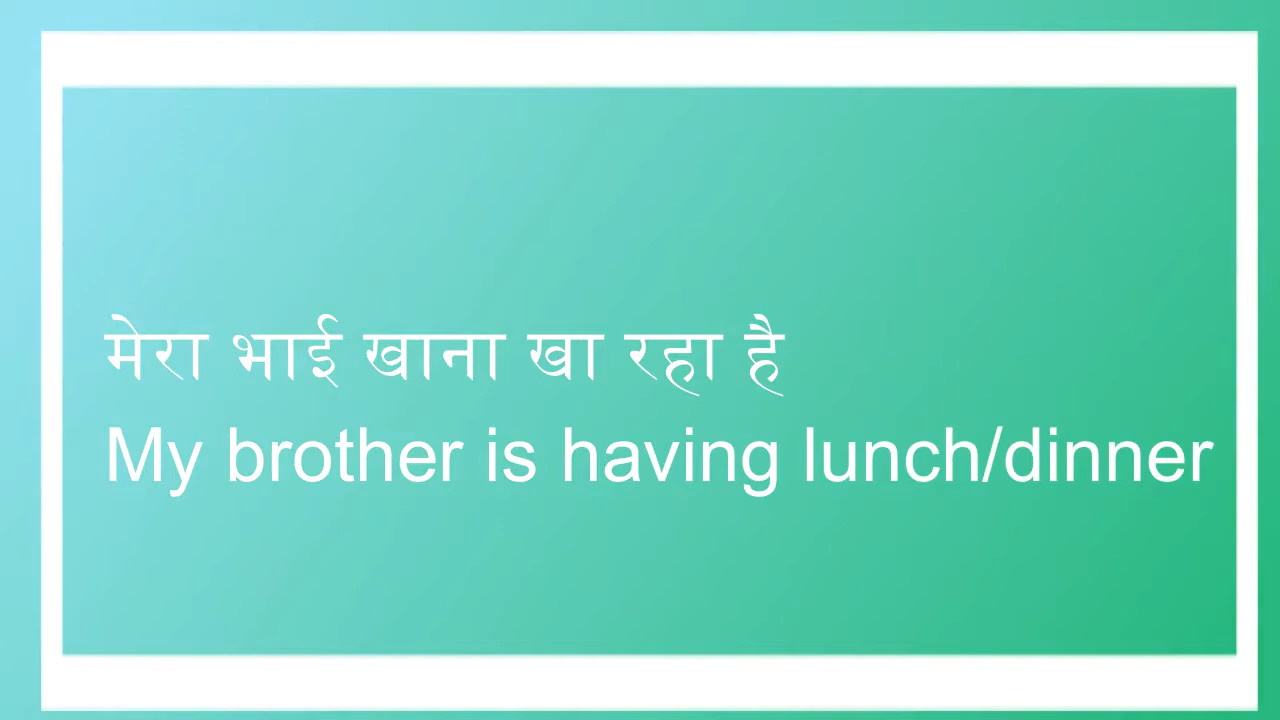 मेरा भाई खाना खा रहा है
My brother is having lunch/dinner